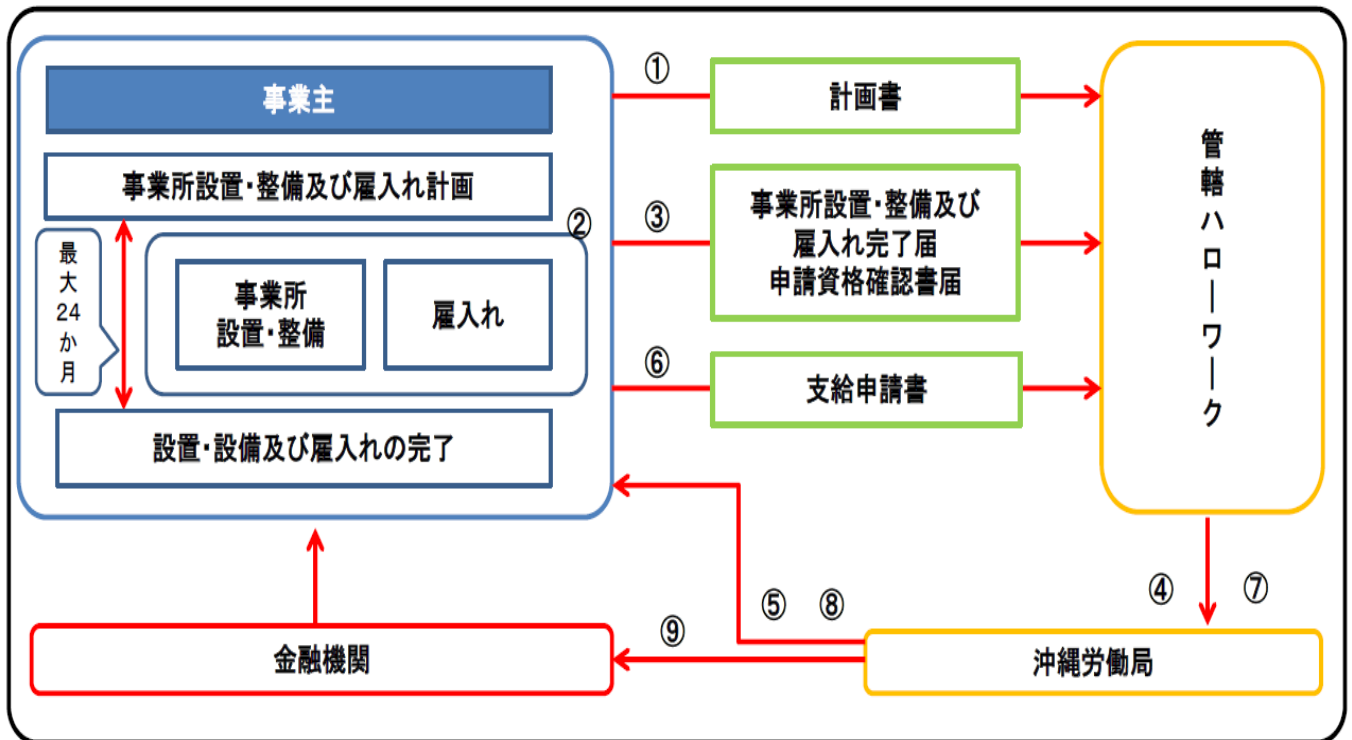 事業主
事業所設置・整備及び雇入れ計画
最大24か月
②
事業所
設置・整備
雇入れ
設置・設備及び雇入れの完了
①
計画書
③
事業所設置・整備及び
雇入れ完了届
申請資格確認書届
⑥
支給申請書
管轄ハローワーク
④ ⑦
⑤ ⑧
⑨
金融機関
沖縄労働局